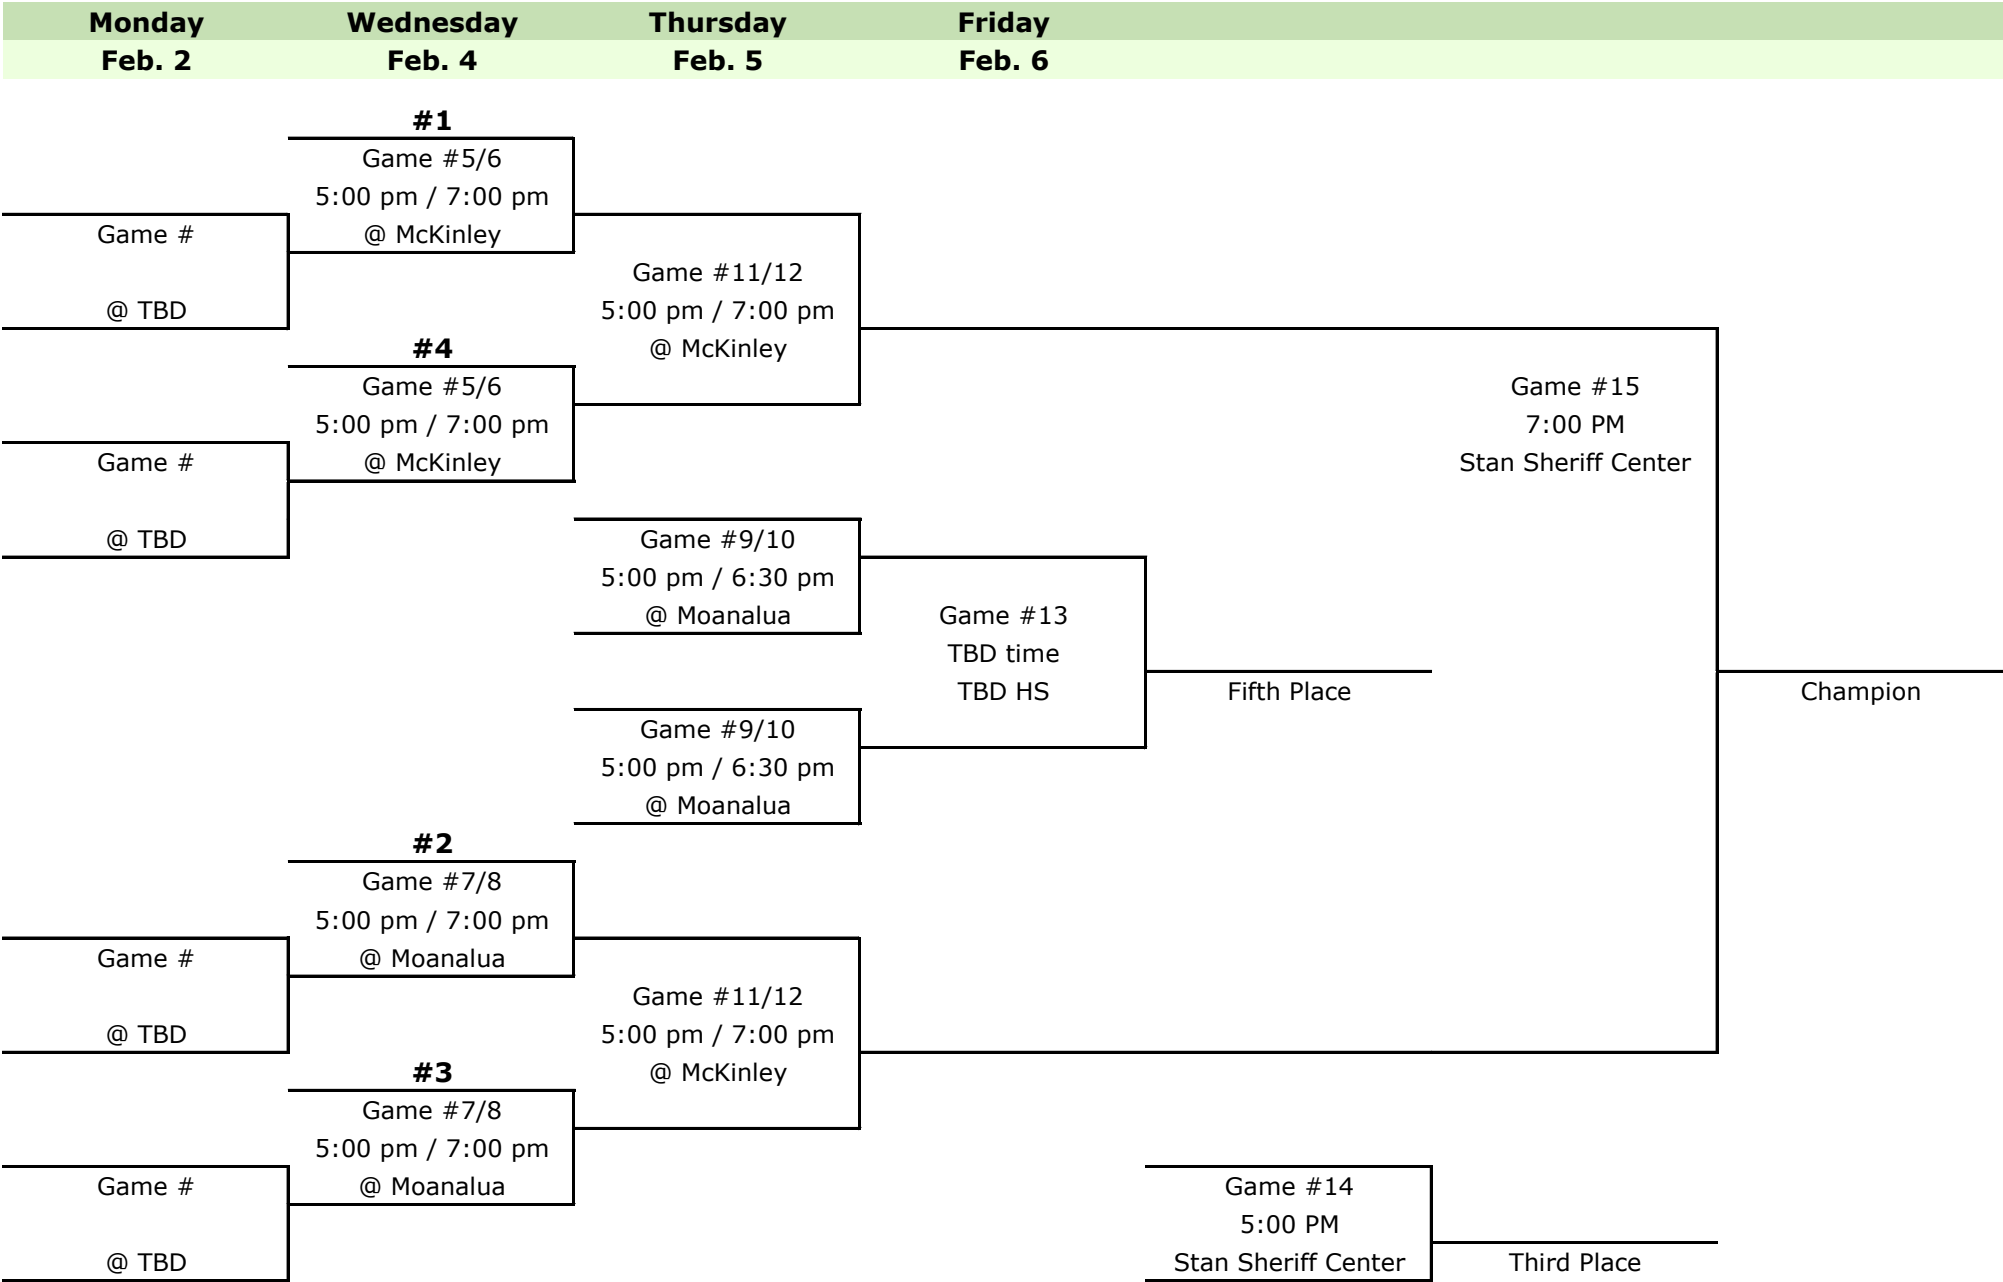 Monday Wednesday Thursday Friday
Feb. 2 Feb. 4 Feb. 5 Feb. 6
#1
Game #5/6
5:00 pm / 7:00 pm
Game # @ McKinley
Game #11/12
@ TBD 5:00 pm / 7:00 pm
#4 @ McKinley
Game #5/6 Game #15
5:00 pm / 7:00 pm 7:00 PM
Game # @ McKinley Stan Sheriff Center
@ TBD Game #9/10
5:00 pm / 6:30 pm
@ Moanalua Game #13
TBD time
TBD HS Fifth Place Champion
Game #9/10
5:00 pm / 6:30 pm
@ Moanalua
#2
Game #7/8
5:00 pm / 7:00 pm
Game # @ Moanalua
Game #11/12
@ TBD 5:00 pm / 7:00 pm
#3 @ McKinley
Game #7/8
5:00 pm / 7:00 pm
Game # @ Moanalua Game #14
5:00 PM
@ TBD Stan Sheriff Center Third Place